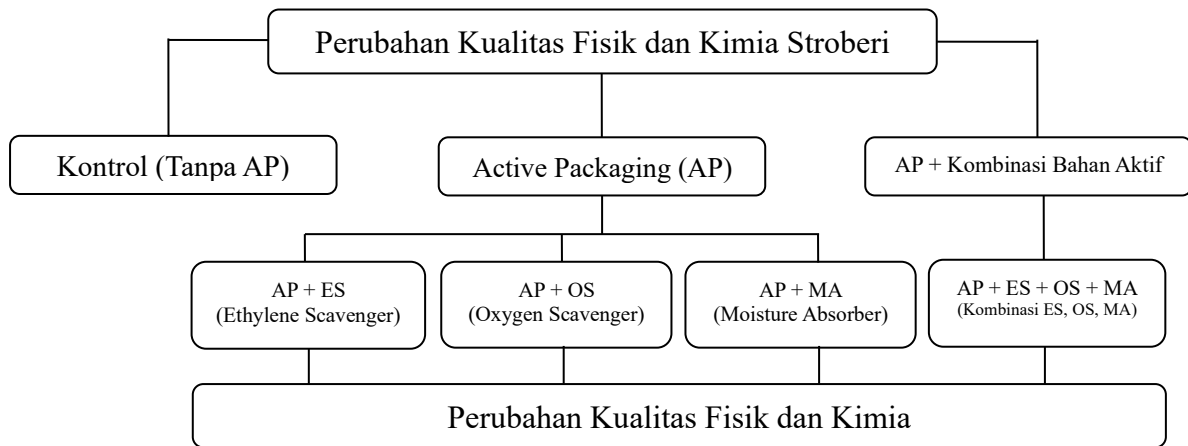 Perubahan Kualitas Fisik dan Kimia Stroberi
Kontrol (Tanpa AP)
Active Packaging (AP)
AP + Kombinasi Bahan Aktif
AP + ES
(Ethylene Scavenger)
AP + OS
(Oxygen Scavenger)
AP + MA
(Moisture Absorber)
AP + ES + OS + MA
(Kombinasi ES, OS, MA)
Perubahan Kualitas Fisik dan Kimia